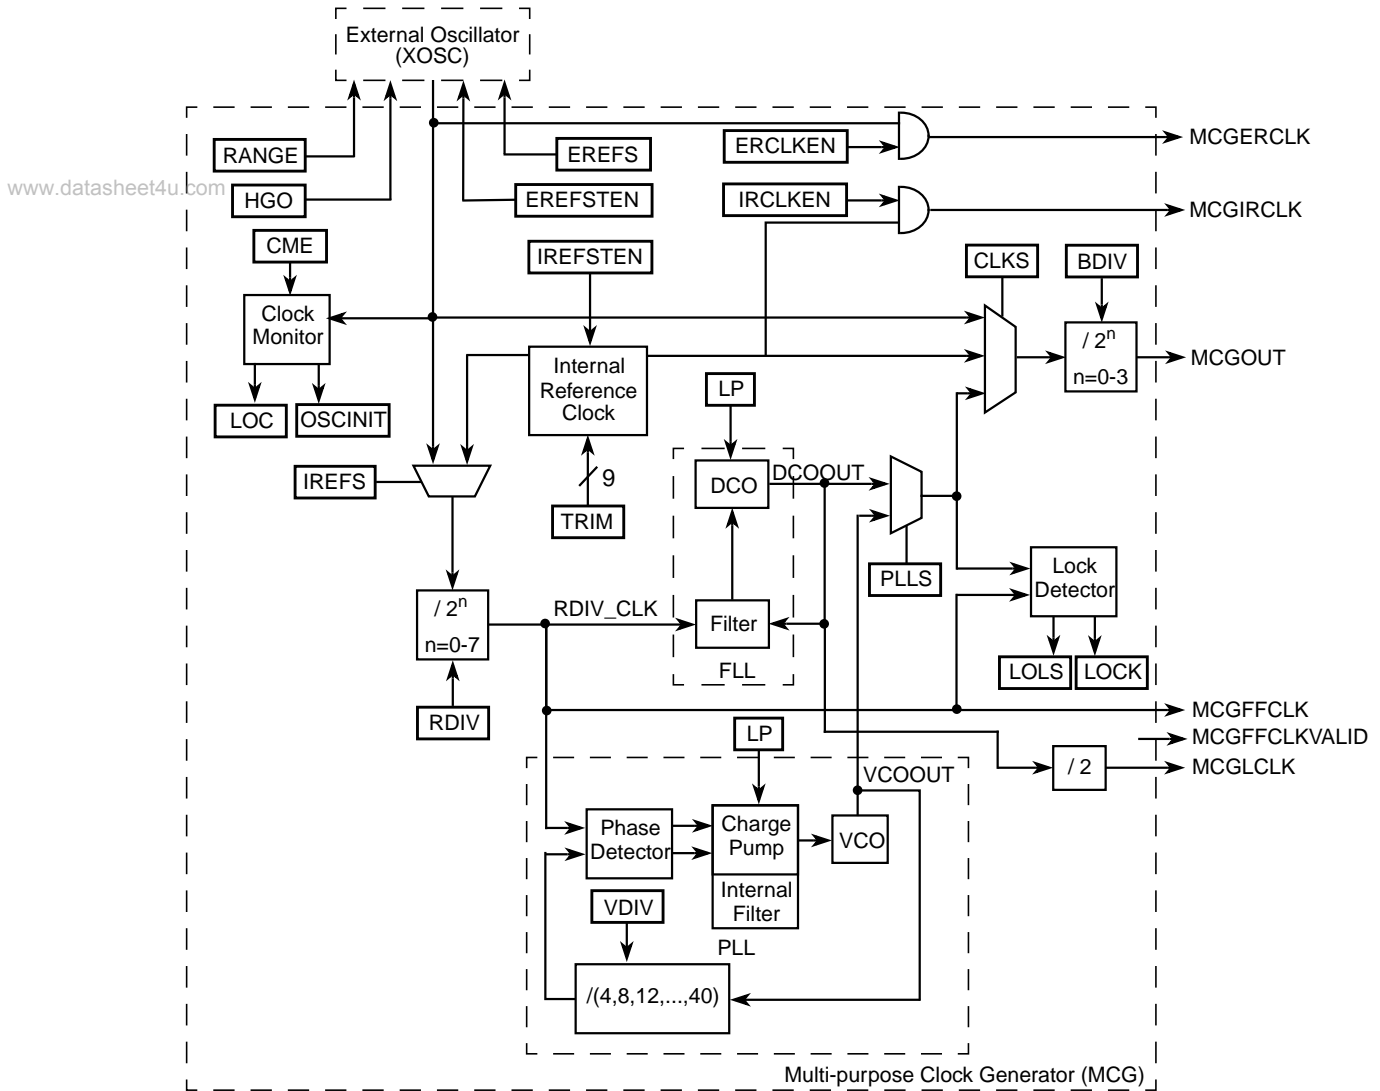 External Oscillator
(XOSC)
RANGE
EREFS
ERCLKEN
MCGERCLK
www.datasheet4u.com
HGO
EREFSTEN
IRCLKEN
MCGIRCLK
CME
IREFSTEN
CLKS
BDIV
Clock
Monitor
Internal
Reference
Clock
/ 2n
n=0-3
MCGOUT
LP
LOC
OSCINIT
IREFS
9
TRIM
DCO
DCOOUT
PLLS
Lock
Detector
/ 2n
n=0-7
RDIV_CLK
Filter
FLL
LOLS
LOCK
RDIV
MCGFFCLK
MCGFFCLKVALID
MCGLCLK
/ 2
LP
VCOOUT
Phase
Detector
Charge
Pump
VCO
Internal
Filter
VDIV
PLL
/(4,8,12,...,40)
Multi-purpose Clock Generator (MCG)